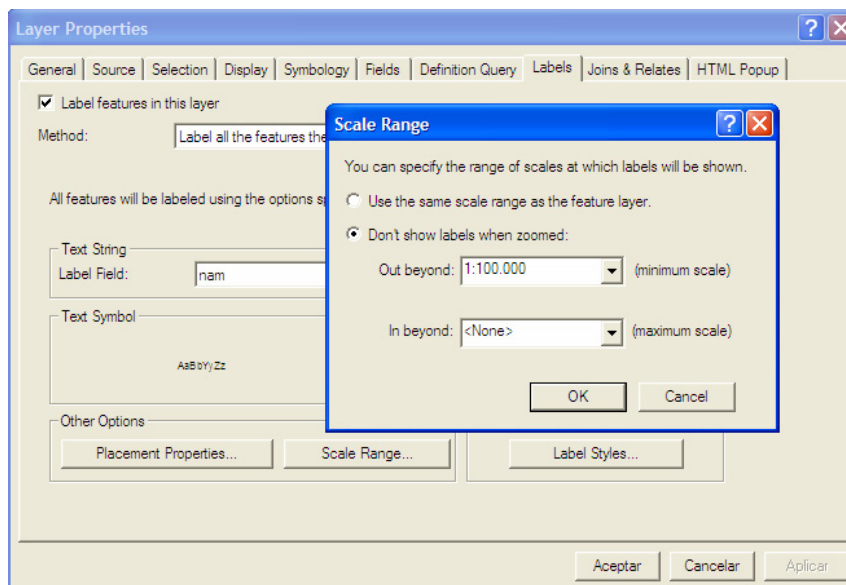 Layer Properties
General Source Selection Display Symbology Fields Definition Query Labels Joins & Relates HTML Popup
Label features in this layer
Method: Label all the features the
All features will be labeled using the options sp
Text String
Label Field: nam
Text Symbol
AaBbYyZz
Other Options
Placement Properties... Scale Range... Label Styles...
Aceptar Cancelar Aplicar
Scale Range
You can specify the range of scales at which labels will be shown.
Use the same scale range as the feature layer.
Don't show labels when zoomed:
Out beyond: 1:100.000 (minimum scale)
In beyond: <None> (maximum scale)
OK Cancel